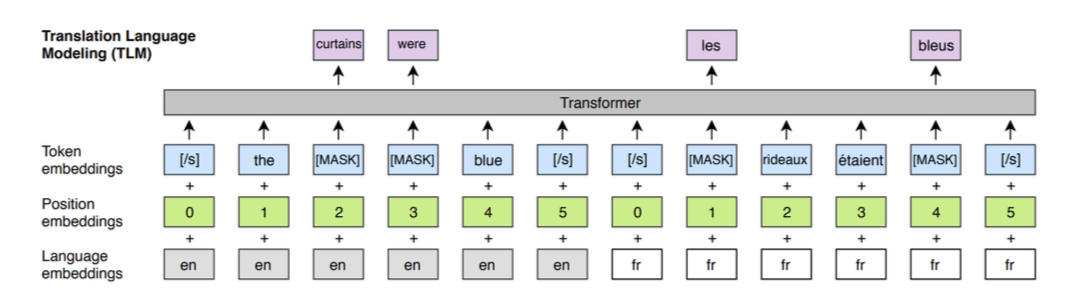 Translation Language
Modeling (TLM)
curtains were les bleus
Transformer
Token
embeddings
[/s] the [MASK] [MASK] blue [/s] [/s] [MASK] rideaux étaient [MASK] [/s]
+ + + + + + + + + + + +
Position
embeddings
0 1 2 3 4 5 0 1 2 3 4 5
+ + + + + + + + + + + +
Language
embeddings
en en en en en en fr fr fr fr fr fr